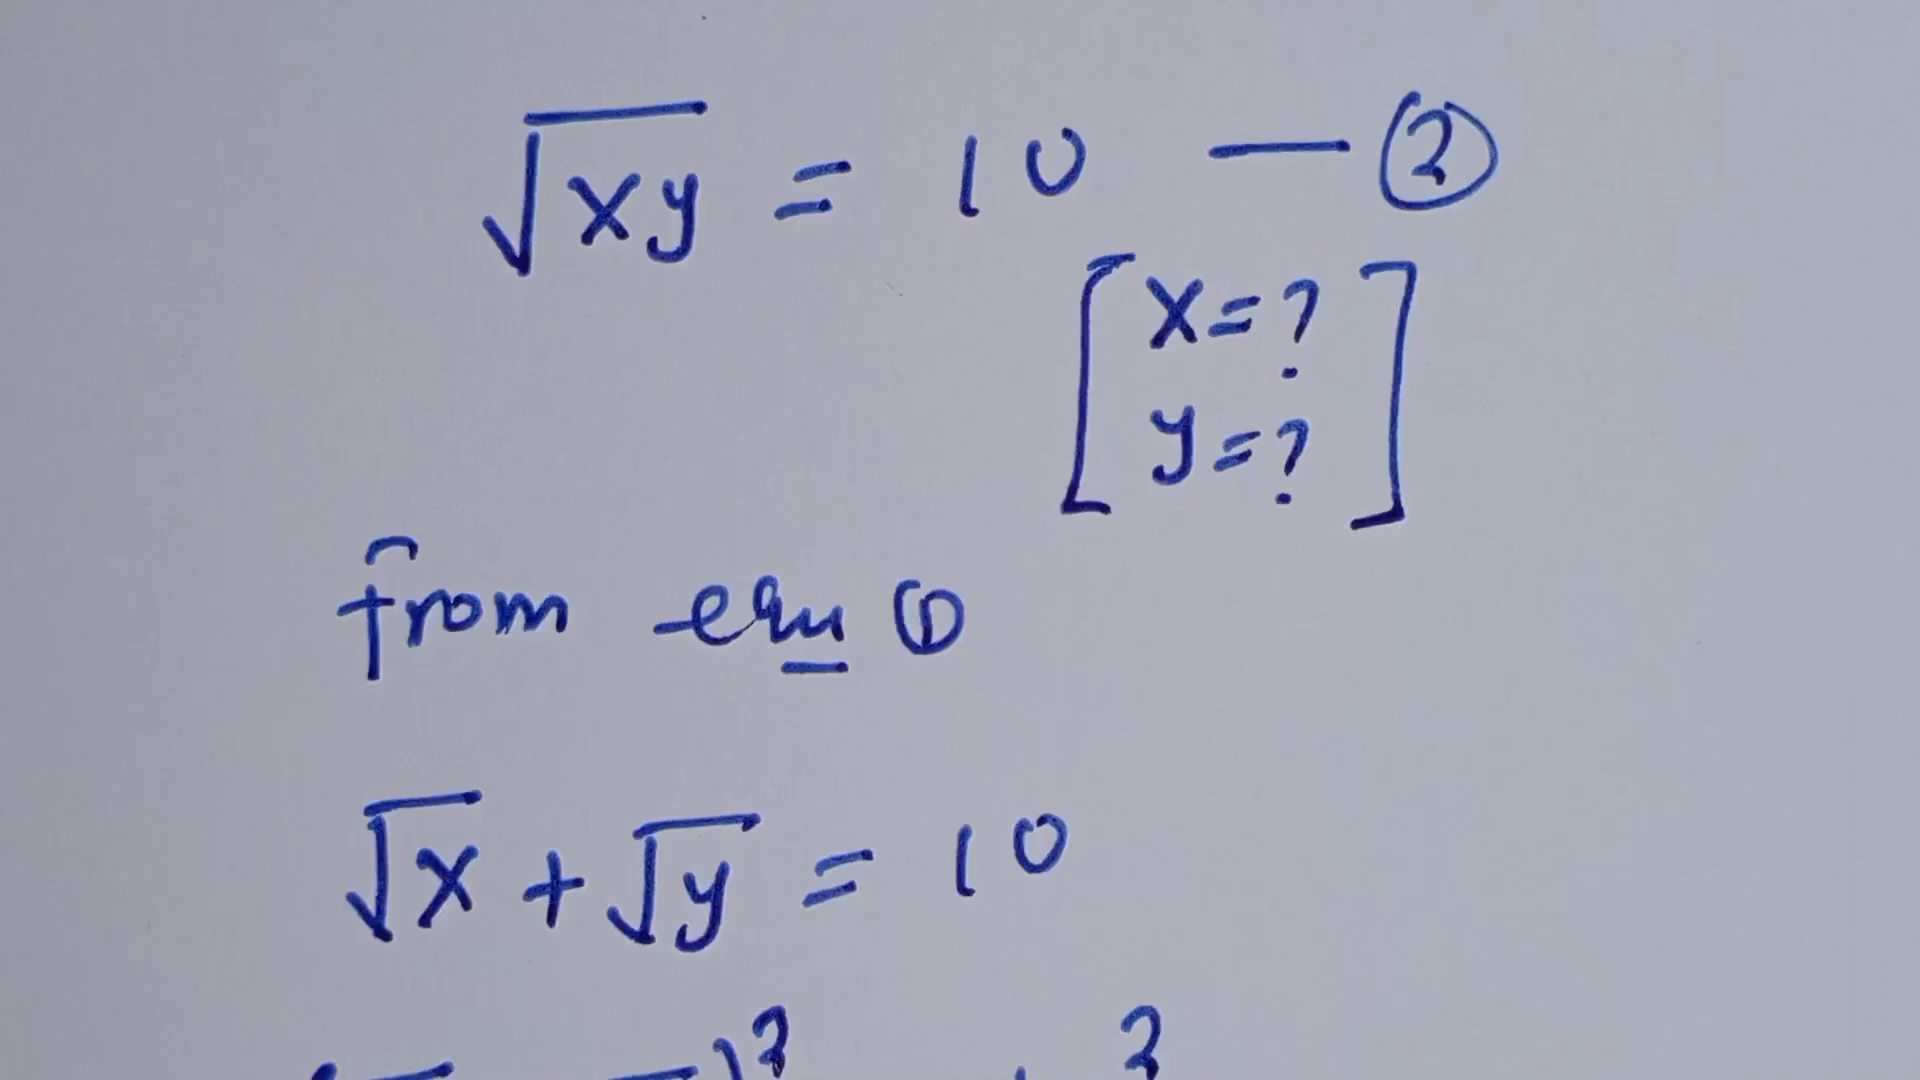 √xy = 10 — ②
[x=?
y=?]
from eqn ①
√x + √y = 10